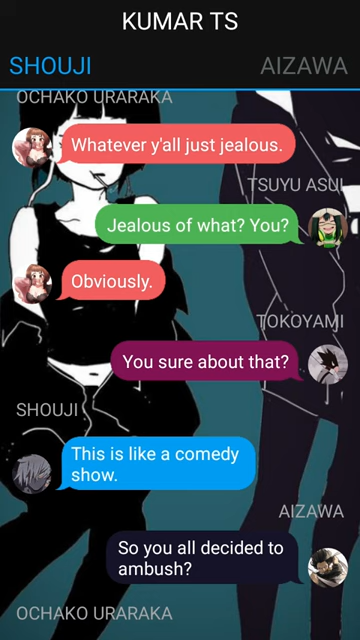 KUMAR TS
SHOUJI
AIZAWA
OCHAKO URARAKA
Whatever y'all just jealous.
TSUYU ASUI
Jealous of what? You?
Obviously.
TOKOYAMI
You sure about that?
SHOUJI
This is like a comedy
show.
AIZAWA
So you all decided to
ambush?
OCHAKO URARAKA